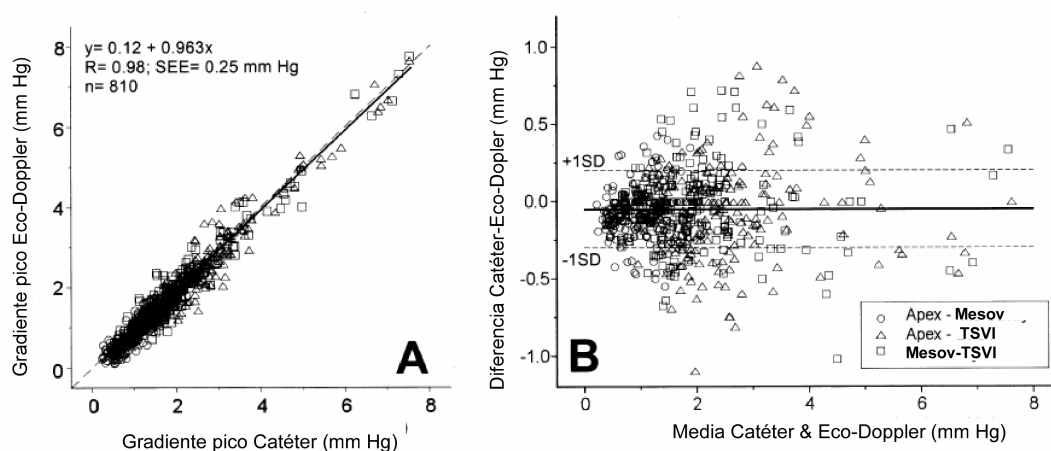 Gradiente pico Eco-Doppler (mm Hg)
8
6
4
2
0
y= 0.12 + 0.963x
R= 0.98; SEE= 0.25 mm Hg
n= 810
A
0
2
4
6
8
Gradiente pico Catéter (mm Hg)
Diferencia Catéter-Eco-Dopler (mm Hg)
1.0
0.5
0.0
-0.5
-1.0
+1SD
-1SD
B
Apex - Mesov
Apex - TSVI
Mesov-TSVI
0
2
4
6
8
Media Catéter & Eco-Doppler (mm Hg)